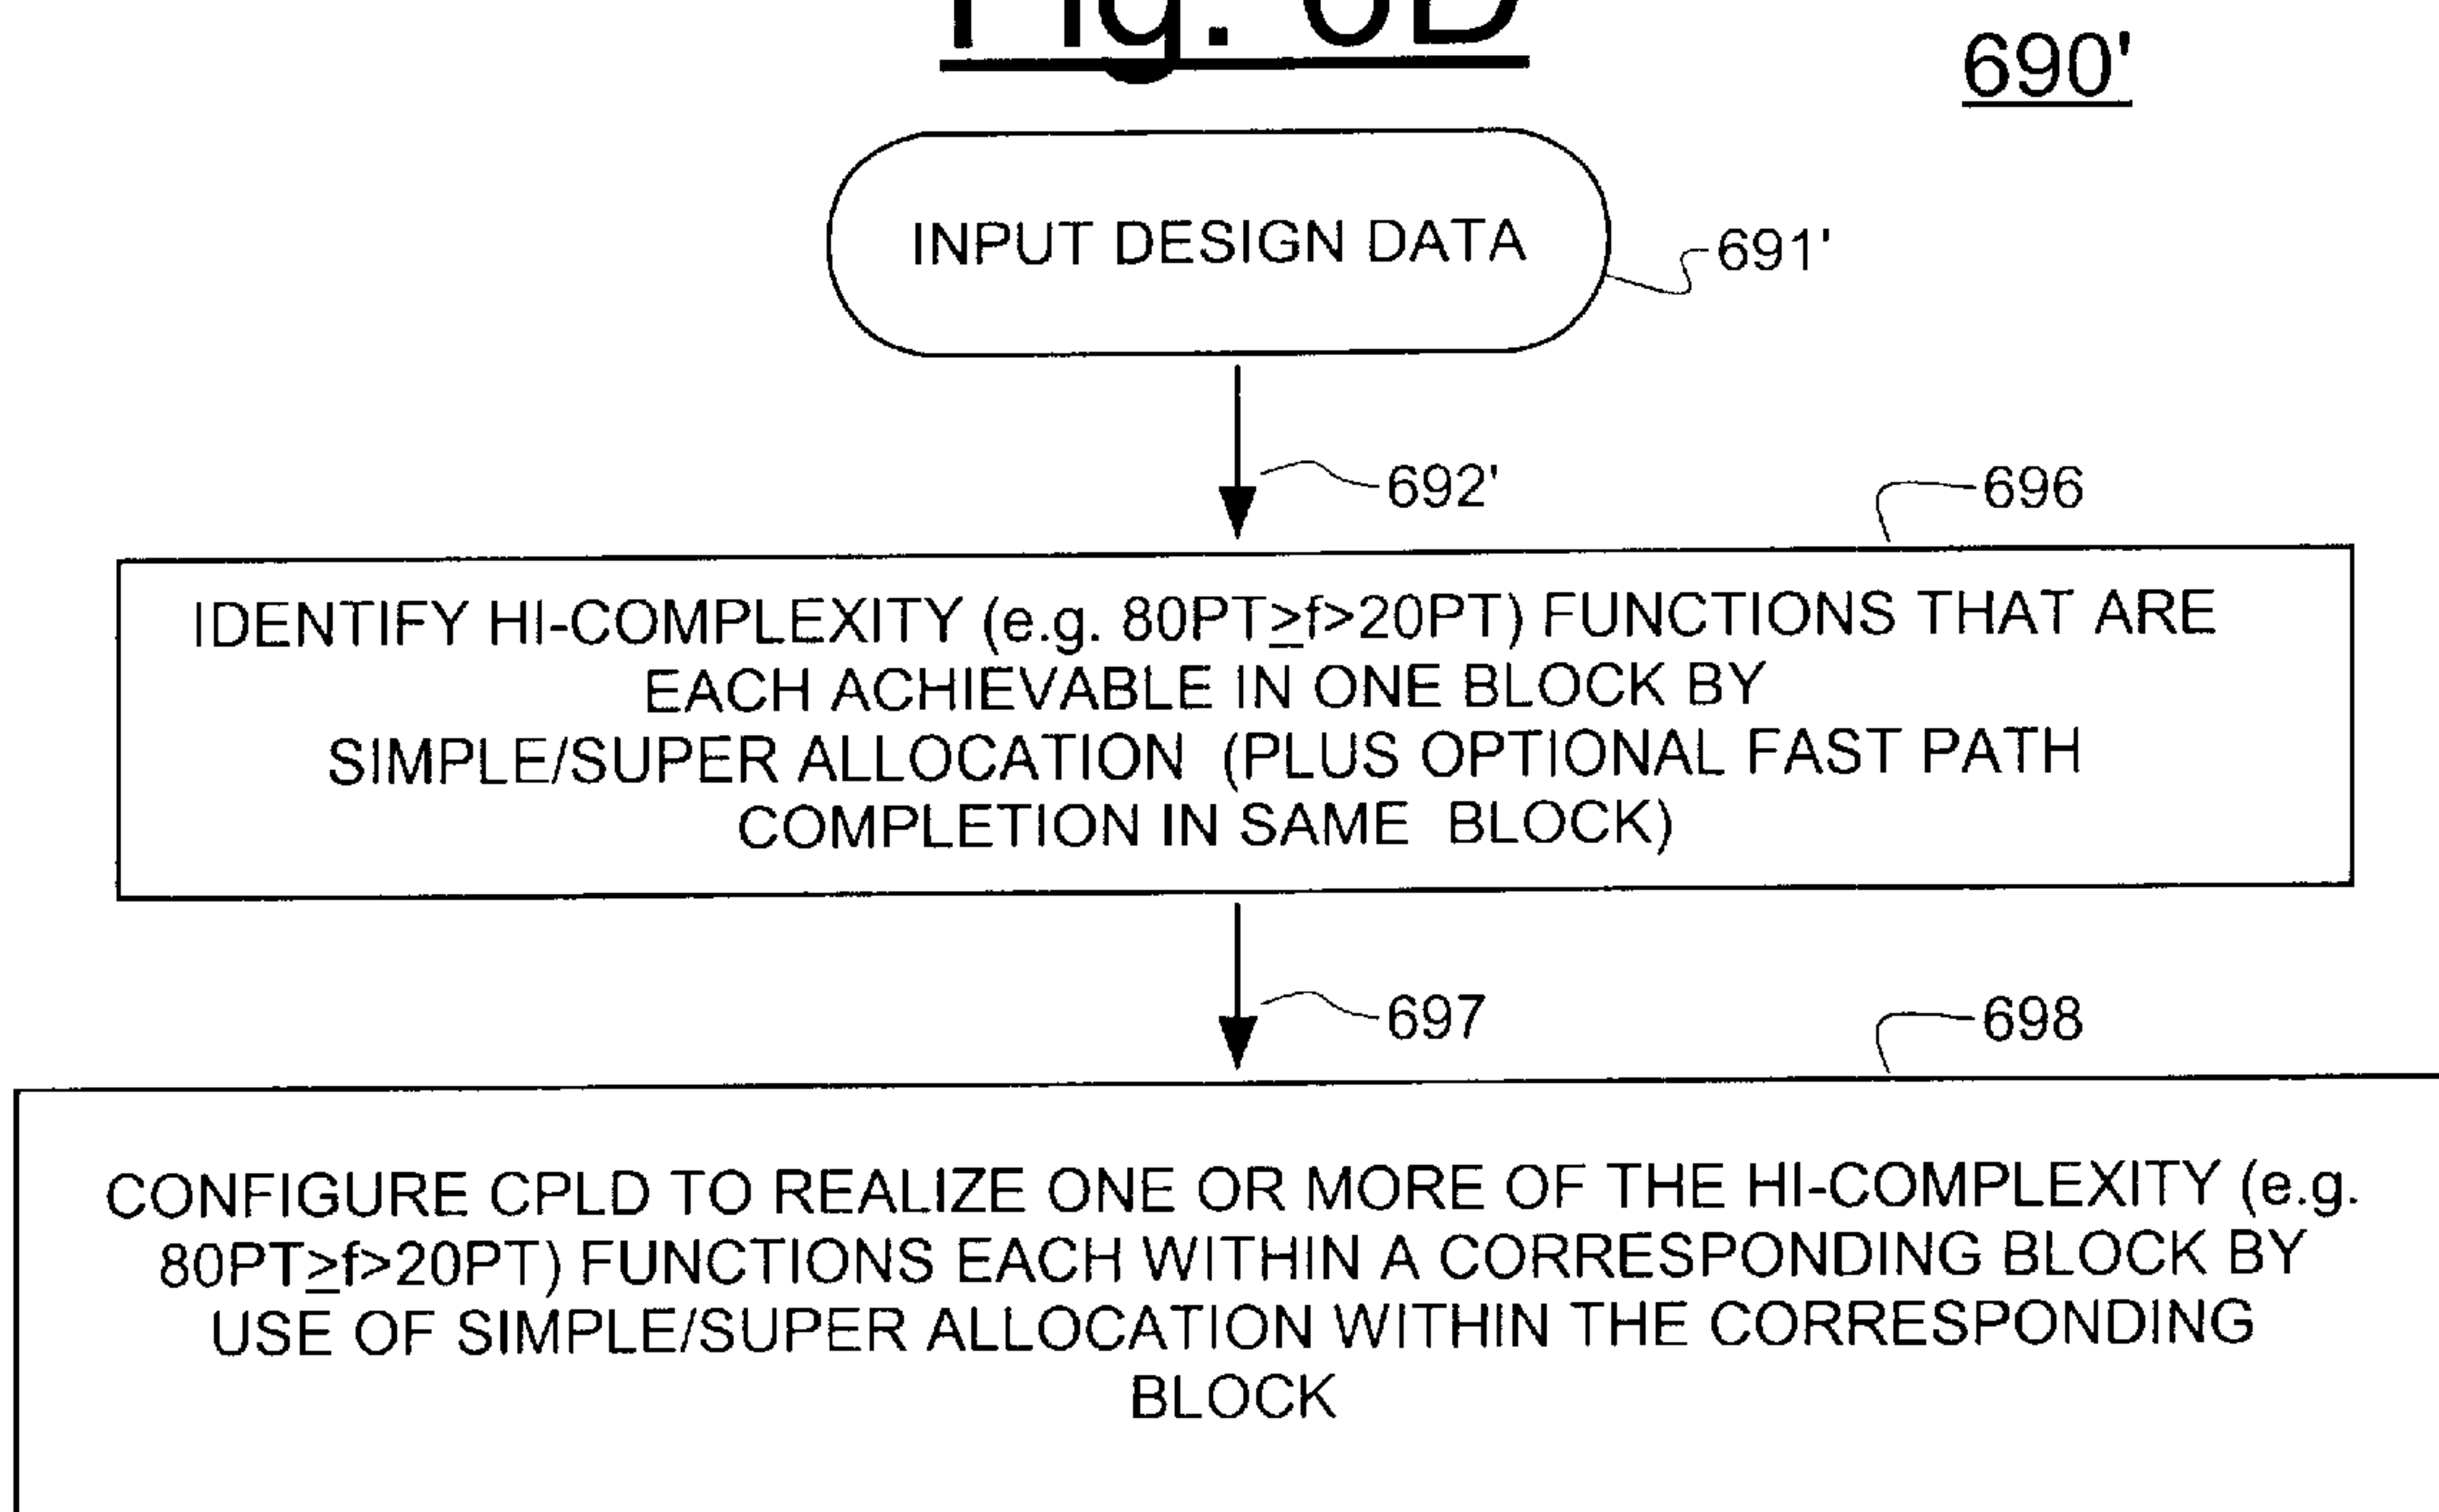 Fig. 6D
690'
INPUT DESIGN DATA
691'
692'
696
IDENTIFY HI-COMPLEXITY (e.g. 80PT≥f>20PT) FUNCTIONS THAT ARE
EACH ACHIEVABLE IN ONE BLOCK BY
SIMPLE/SUPER ALLOCATION (PLUS OPTIONAL FAST PATH
COMPLETION IN SAME BLOCK)
697
698
CONFIGURE CPLD TO REALIZE ONE OR MORE OF THE HI-COMPLEXITY (e.g.
80PT≥f>20PT) FUNCTIONS EACH WITHIN A CORRESPONDING BLOCK BY
USE OF SIMPLE/SUPER ALLOCATION WITHIN THE CORRESPONDING
BLOCK